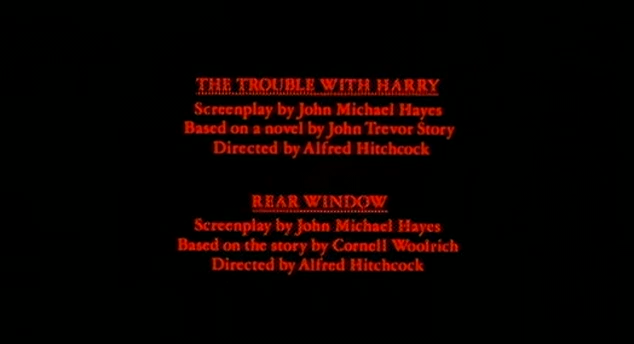 THE TROUBLE WITH HARRY
Screenplay by John Michael Hayes
Based on a novel by John Trevor Story
Directed by Alfred Hitchcock
REAR WINDOW
Screenplay by John Michael Hayes
Based on the story by Cornell Woolrich
Directed by Alfred Hitchcock